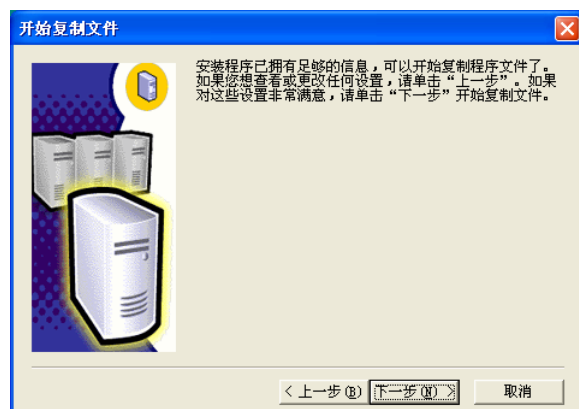 开始复制文件
安装程序已拥有足够的信息，可以开始复制程序文件了。
如果您想查看或更改任何设置，请单击“上一步”。如果
对这些设置非常满意，请单击“下一步”开始复制文件。
< 上一步(B) 下一步(N) > 取消